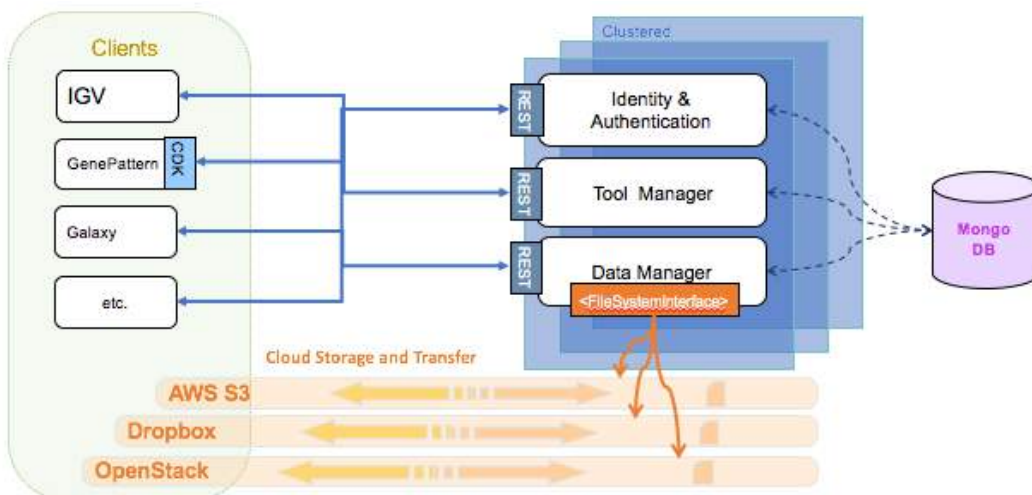 Clients
Clustered
IGV
GenePattern
CDK
Galaxy
etc.
REST
Identity &
Authentication
REST
Tool Manager
REST
Data Manager
<FileSystemInterface>
Mongo
DB
Cloud Storage and Transfer
AWS S3
Dropbox
OpenStack